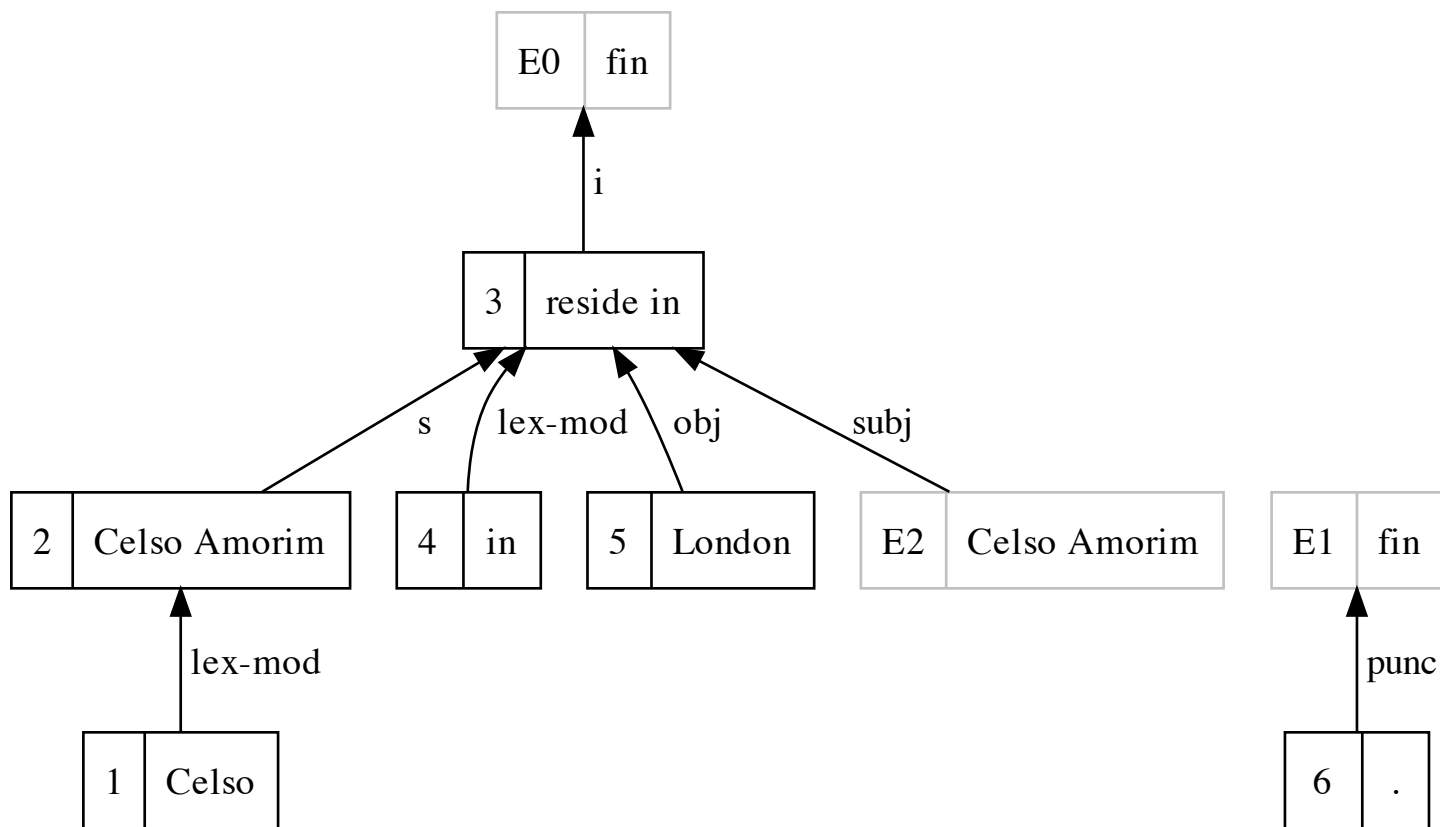 E0 fin
i
3 reside in
s lex-mod obj subj
2 Celso Amorim 4 in 5 London E2 Celso Amorim E1 fin
lex-mod punc
1 Celso 6 .